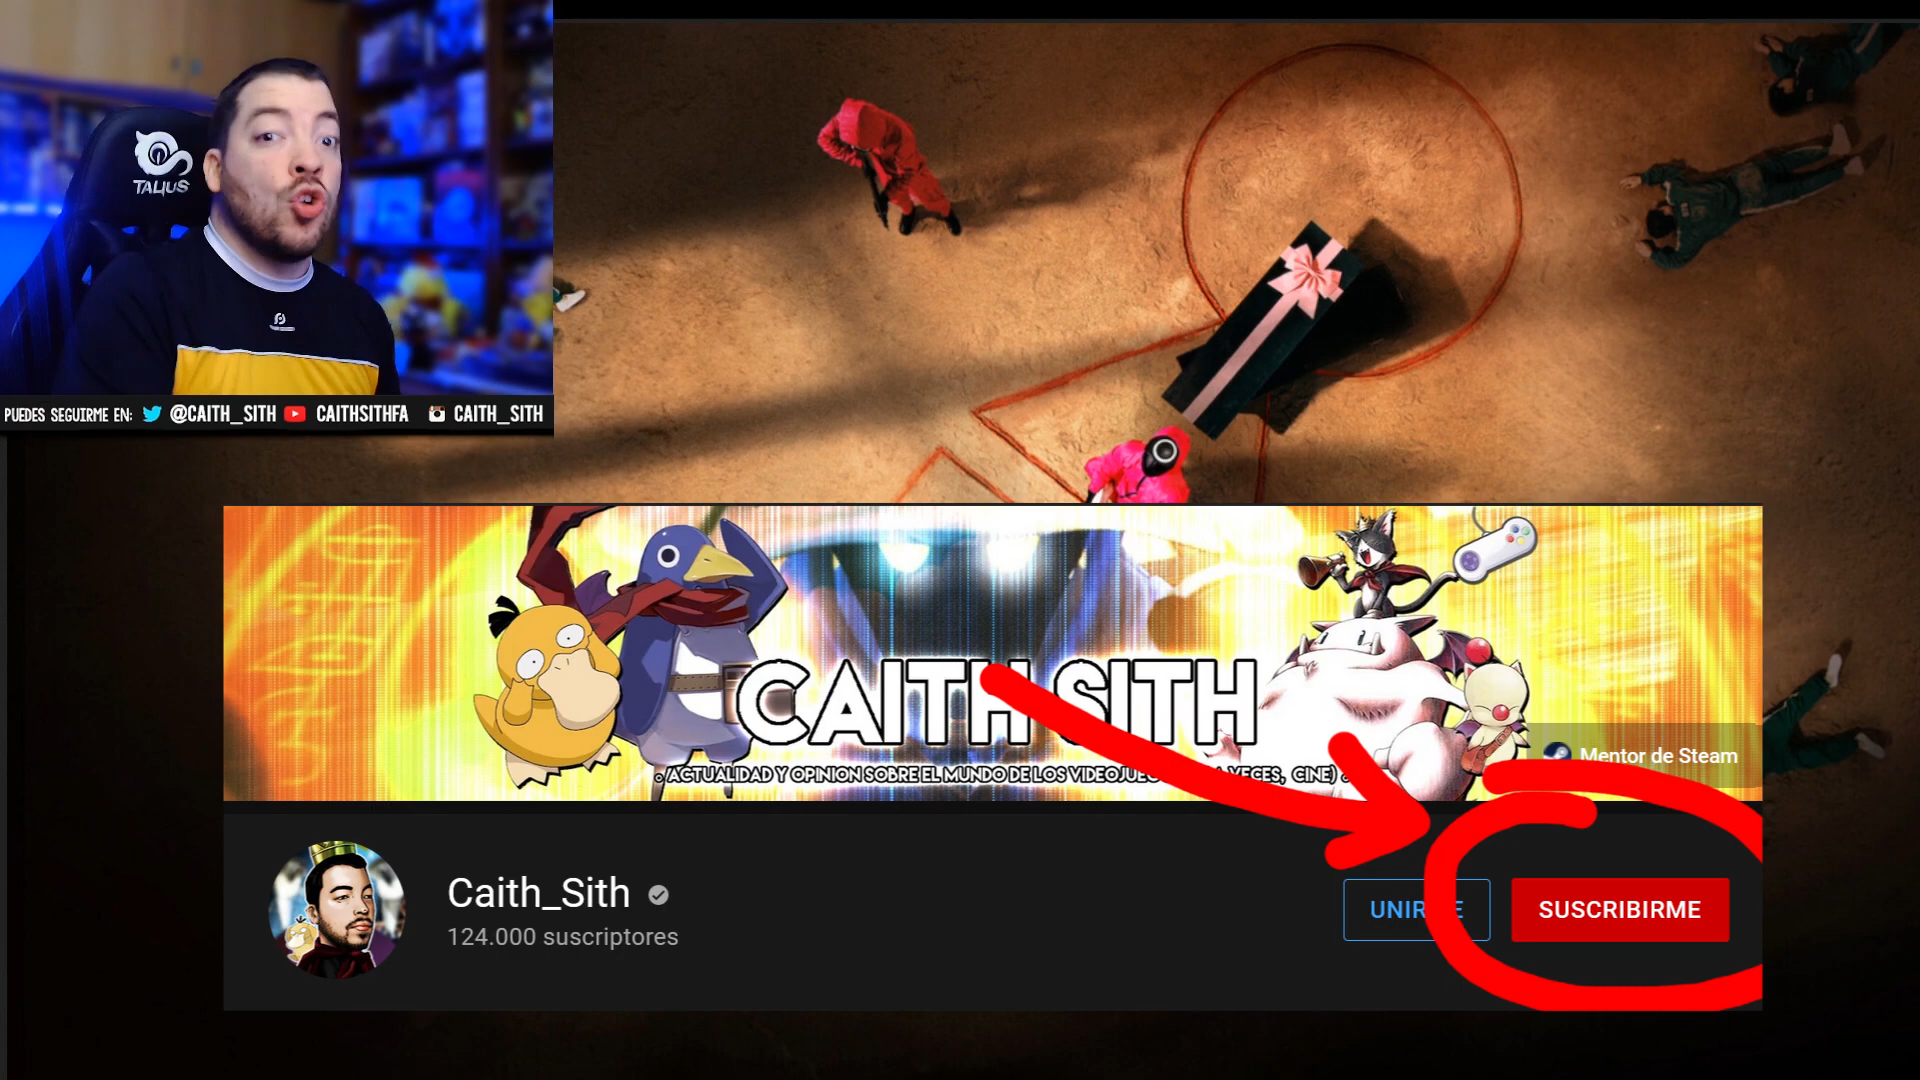 TALIUS
PUEDES SEGUIRME EN: @CAITH_SITH CAITHSITHFA CAITH_SITH
CAITH SITH
ACTUALIDAD Y OPINION SOBRE EL MUNDO DE LOS VIDEOJUE VECES, CINE)
Mentor de Steam
Caith_Sith
124.000 suscriptores
UNIR E
SUSCRIBIRME